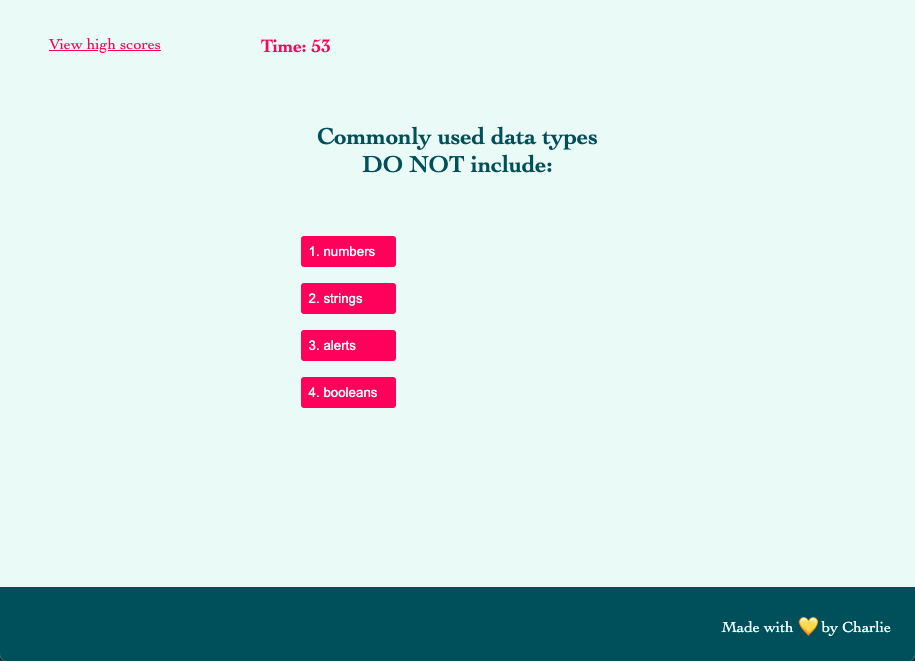 View high scores
Time: 53
Commonly used data types
DO NOT include:
1. numbers
2. strings
3. alerts
4. booleans
Made with 💛 by Charlie